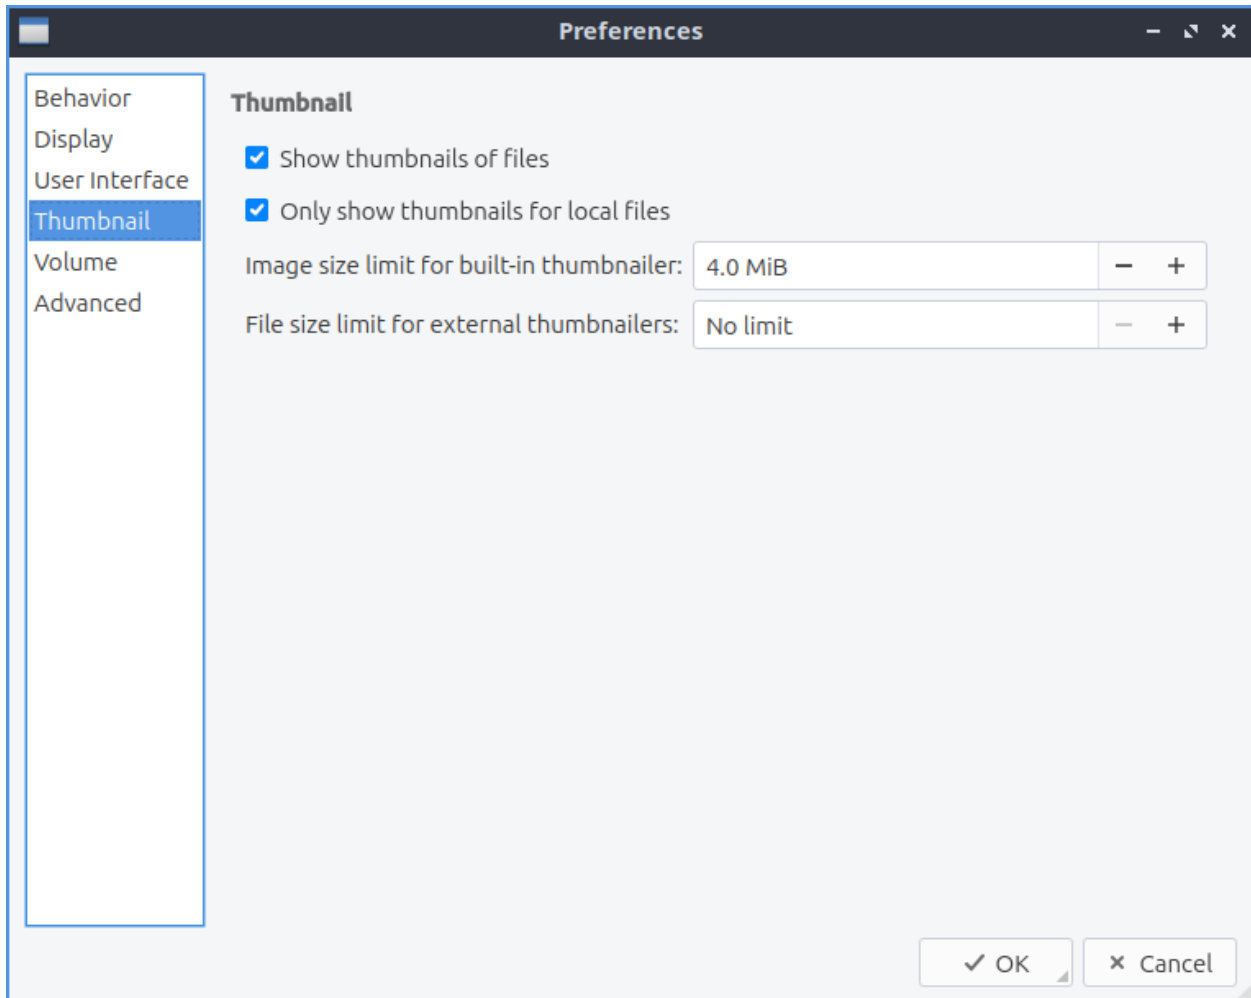 Preferences
Behavior
Display
User Interface
Thumbnail
Volume
Advanced
Thumbnail
Show thumbnails of files
Only show thumbnails for local files
Image size limit for built-in thumbnailer: 4.0 MiB
File size limit for external thumbnailers: No limit
OK
Cancel